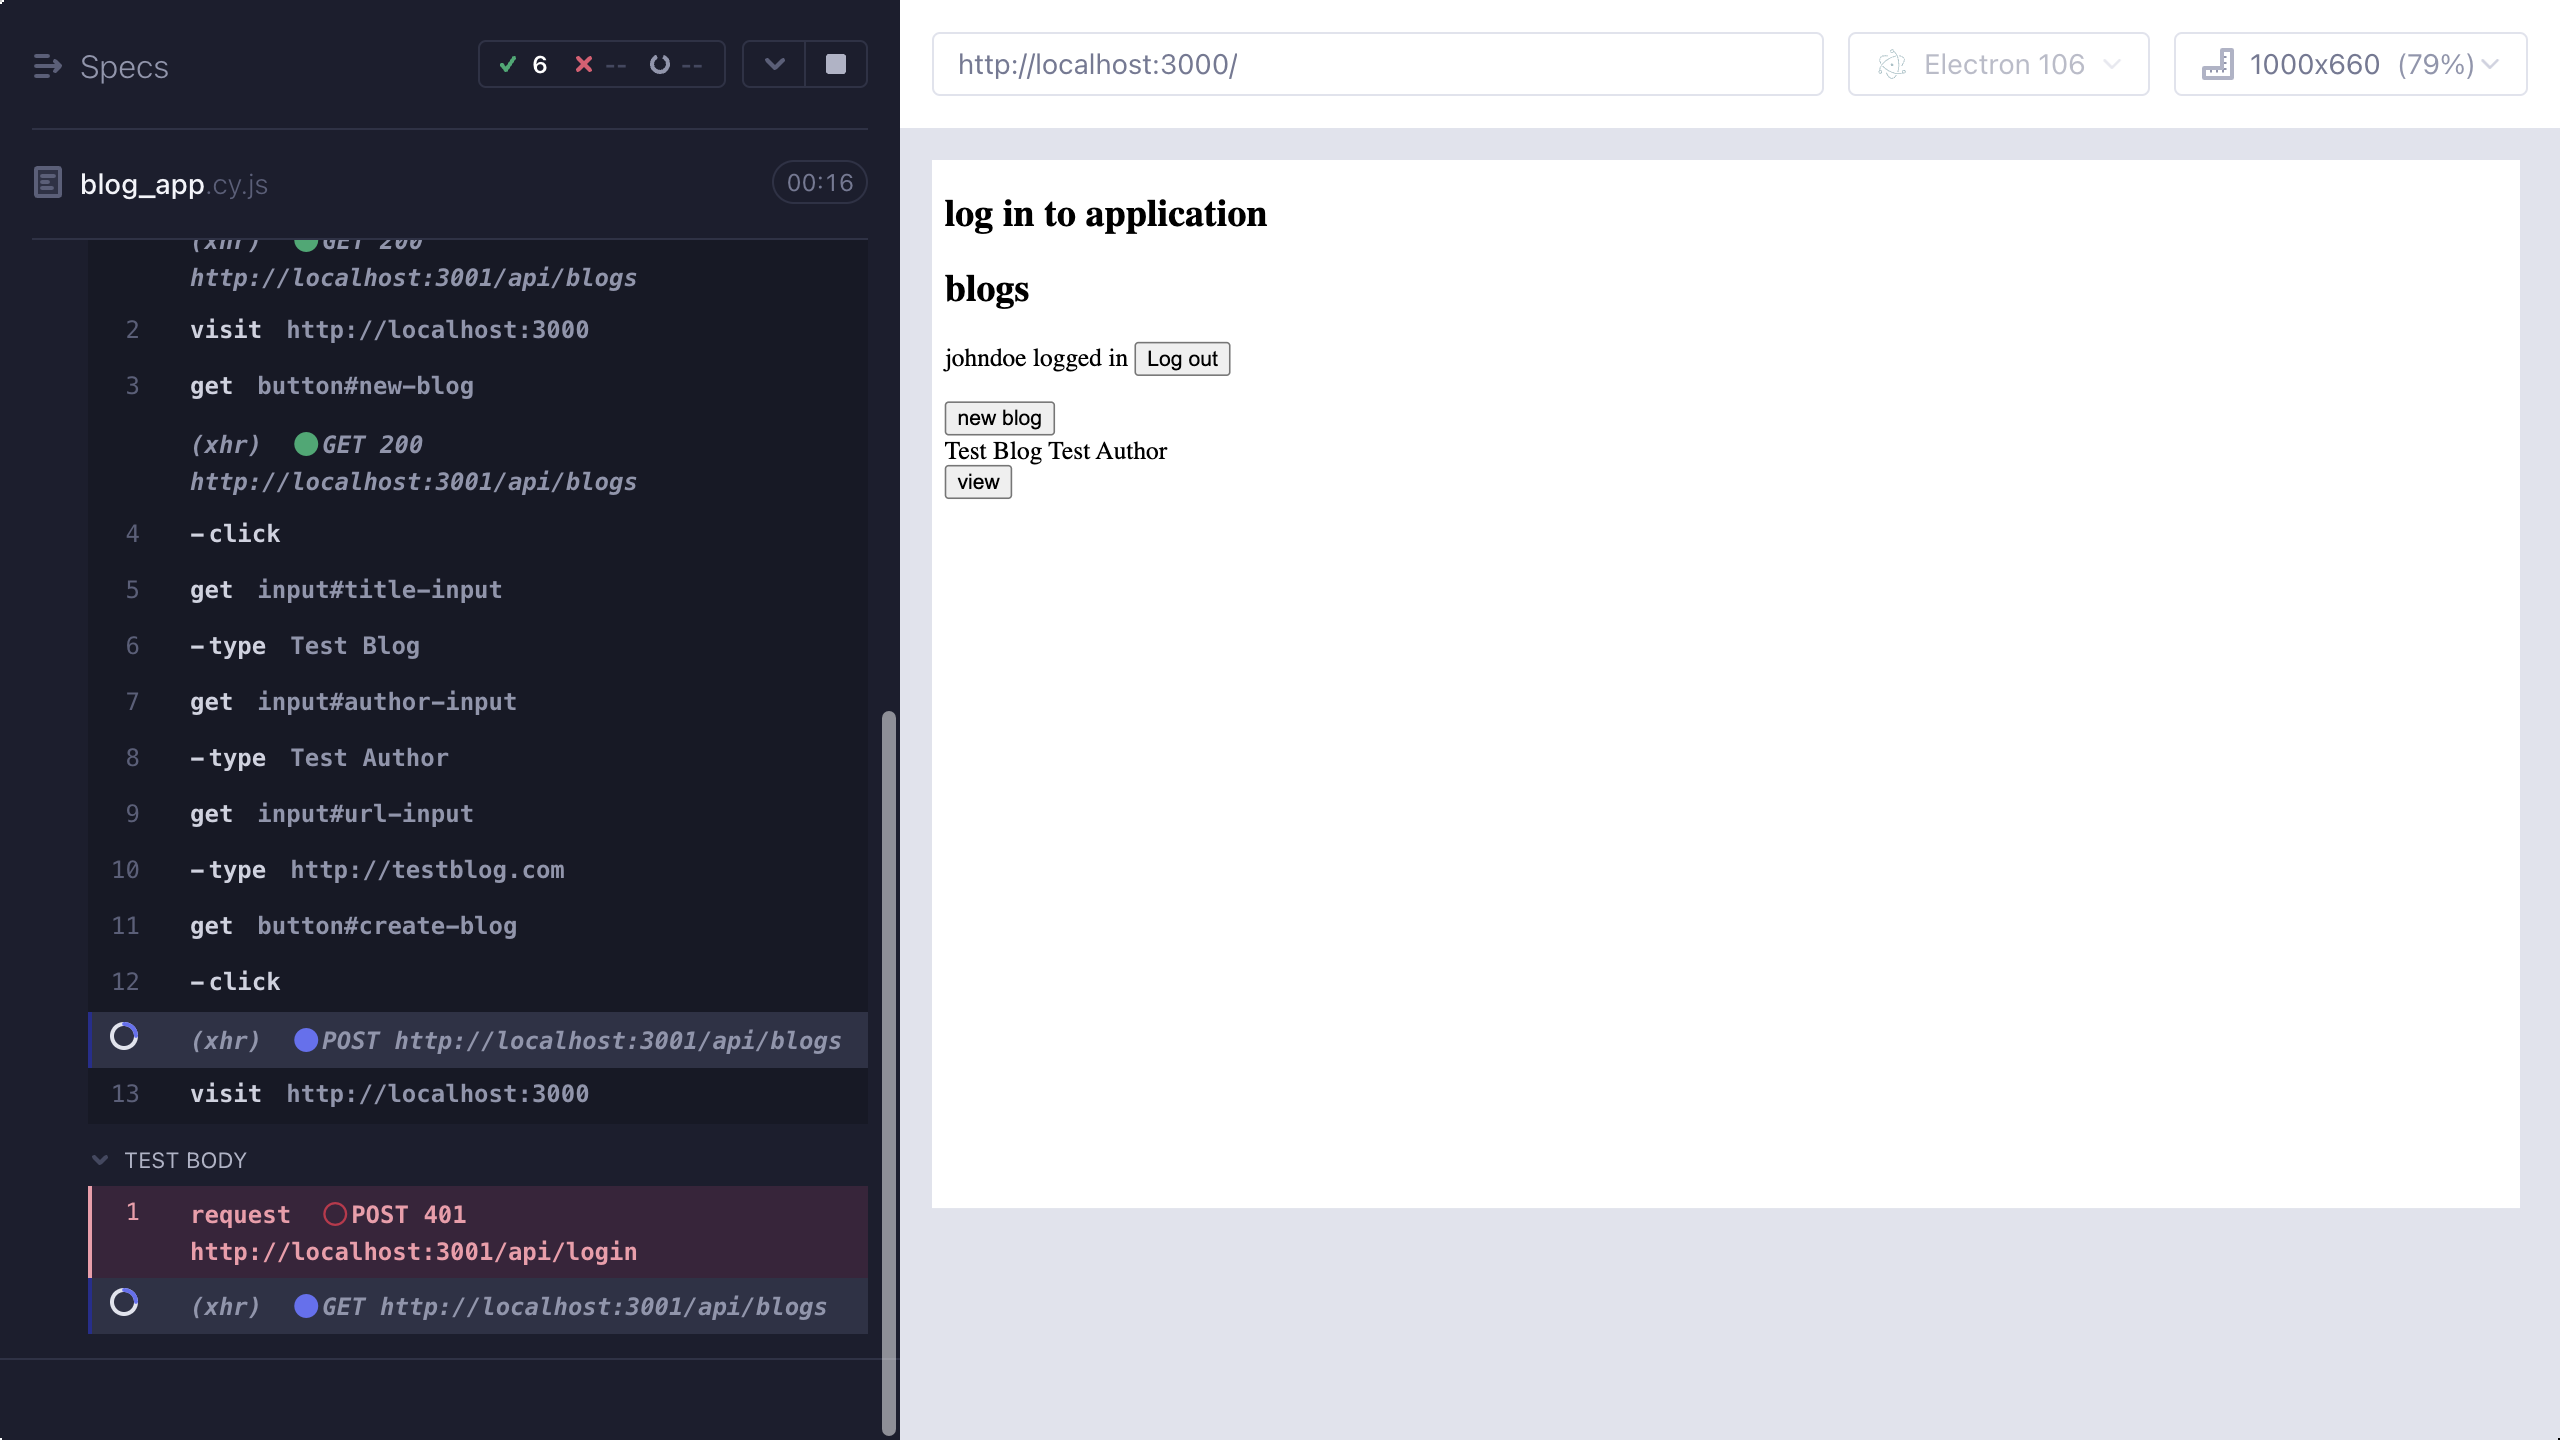 Specs
6
--
--
blog_app.cy.js
00:16
(xhr) GET 200
http://localhost:3001/api/blogs
2 visit http://localhost:3000
3 get button#new-blog
(xhr) GET 200
http://localhost:3001/api/blogs
4 -click
5 get input#title-input
6 -type Test Blog
7 get input#author-input
8 -type Test Author
9 get input#url-input
10 -type http://testblog.com
11 get button#create-blog
12 -click
(xhr) POST http://localhost:3001/api/blogs
13 visit http://localhost:3000
TEST BODY
1 request POST 401
http://localhost:3001/api/login
(xhr) GET http://localhost:3001/api/blogs
http://localhost:3000/
Electron 106
1000x660 (79%)
log in to application
blogs
johndoe logged in Log out
new blog
Test Blog Test Author
view